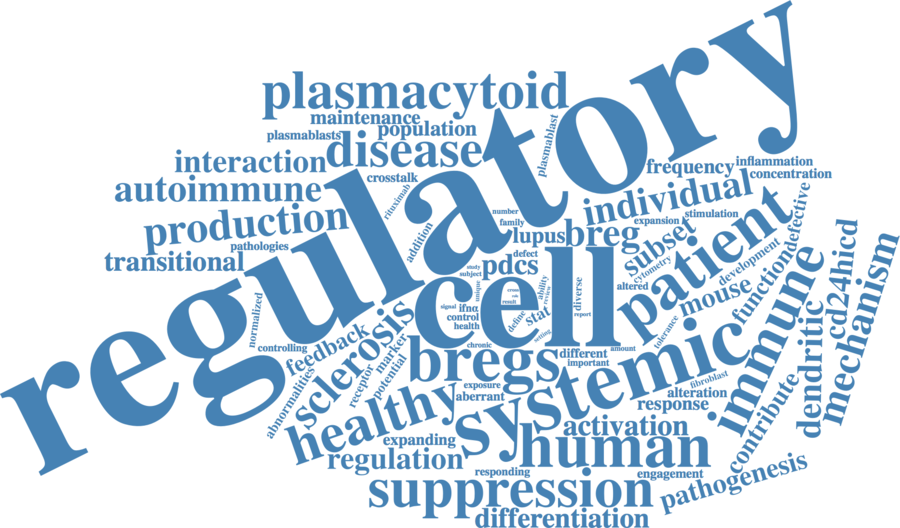 regulatory
plasmacytoid
maintenance
plasmablasts
population
plasmablast
interaction
disease
frequency
inflammation
concentration
autoimmune
crosstalk
rituximab
individual
production
number
family
expansion
stimulation
defective
pathologies
addition
lupus
breg
subset
patient
transitional
defect
pdcs
cytometry
development
study
subject
cell
altered
mouse
function
immune
cd24hicd
mechanism
unique
cross
role
result
ability
review
diverse
normalized
signal
ifnα
control
health
define
stat
report
feedback
sclerosis
controlling
marker
receptor
potential
chronic
string
amount
tolerance
systemic
dendritic
bregs
different
important
abnormalities
exposure
aberrant
fibroblast
alteration
response
contribute
healthy
activation
expanding
human
regulation
responding
engagement
pathogenesis
suppression
differentiation